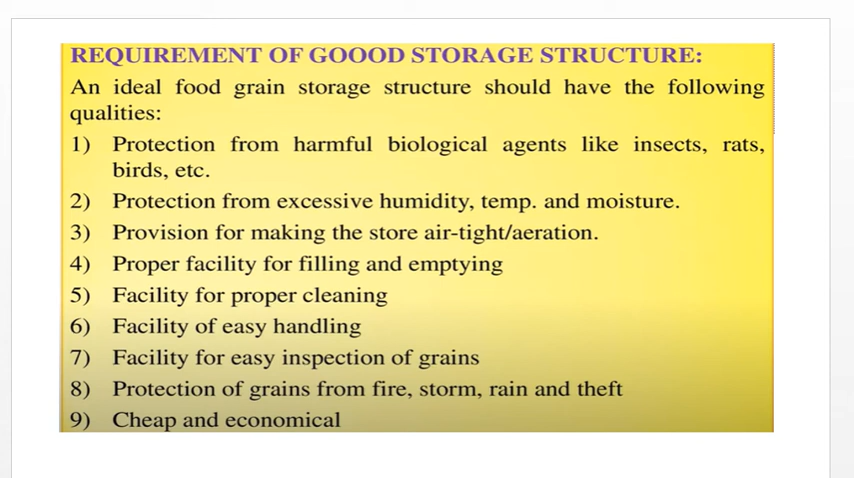 REQUIREMENT OF GOOOD STORAGE STRUCTURE:
An ideal food grain storage structure should have the following
qualities:
1) Protection from harmful biological agents like insects, rats,
birds, etc.
2) Protection from excessive humidity, temp. and moisture.
3) Provision for making the store air-tight/aeration.
4) Proper facility for filling and emptying
5) Facility for proper cleaning
6) Facility of easy handling
7) Facility for easy inspection of grains
8) Protection of grains from fire, storm, rain and theft
9) Cheap and economical